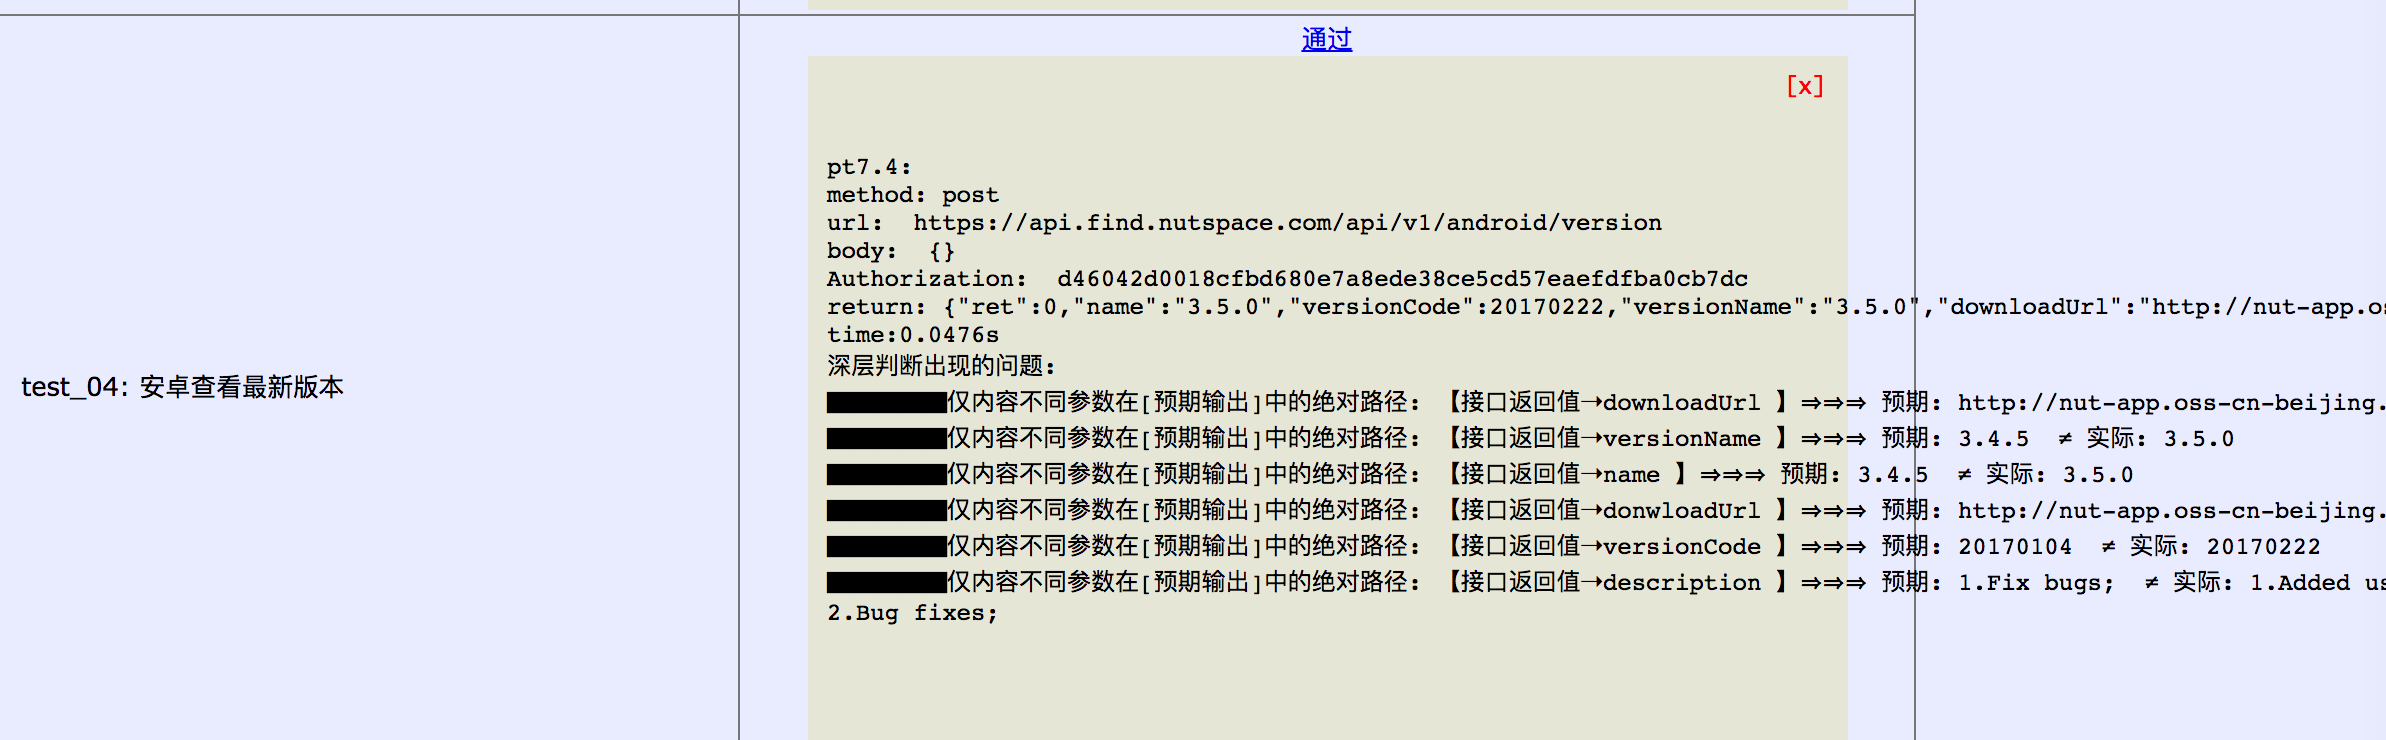 通过
[x]
pt7.4:
method: post
url:  https://api.find.nutspace.com/api/v1/android/version
body:  {}
Authorization:  d46042d0018cfbd680e7a8ede38ce5cd57eaefdfba0cb7dc
return: {"ret":0,"name":"3.5.0","versionCode":20170222,"versionName":"3.5.0","downloadUrl":"http://nut-app.os
time:0.0476s
深层判断出现的问题:
test_04: 安卓查看最新版本
仅内容不同参数在[预期输出]中的绝对路径: 【接口返回值→downloadUrl 】⇒⇒⇒ 预期: http://nut-app.oss-cn-beijing.
仅内容不同参数在[预期输出]中的绝对路径: 【接口返回值→versionName 】⇒⇒⇒ 预期: 3.4.5  ≠ 实际: 3.5.0
仅内容不同参数在[预期输出]中的绝对路径: 【接口返回值→name 】⇒⇒⇒ 预期: 3.4.5  ≠ 实际: 3.5.0
仅内容不同参数在[预期输出]中的绝对路径: 【接口返回值→donwloadUrl 】⇒⇒⇒ 预期: http://nut-app.oss-cn-beijing.
仅内容不同参数在[预期输出]中的绝对路径: 【接口返回值→versionCode 】⇒⇒⇒ 预期: 20170104  ≠ 实际: 20170222
仅内容不同参数在[预期输出]中的绝对路径: 【接口返回值→description 】⇒⇒⇒ 预期: 1.Fix bugs;  ≠ 实际: 1.Added us
2.Bug fixes;